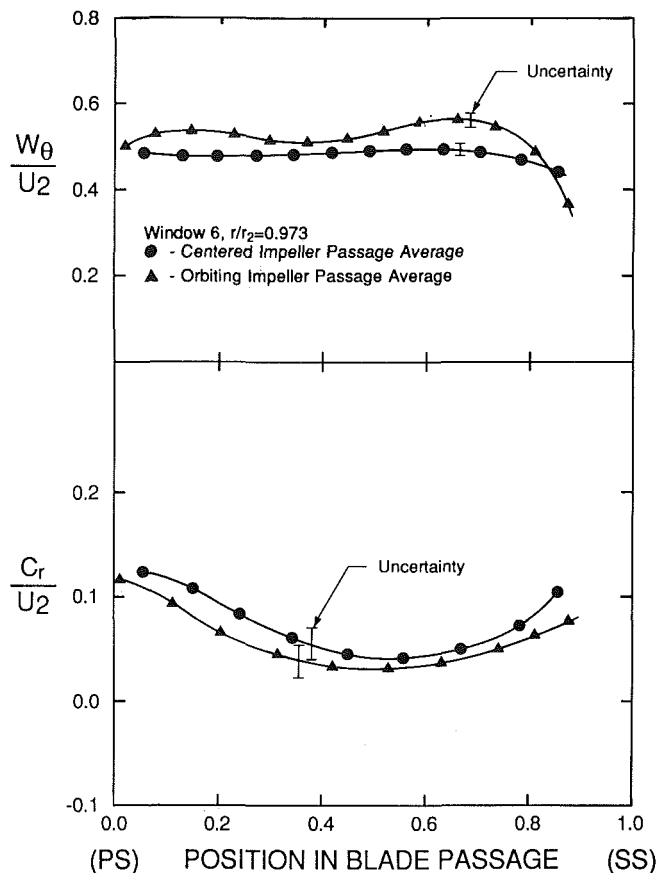 0.8
Uncertainty
0.6
Wθ
U2
0.4
Window 6, r/r2=0.973
● - Centered Impeller Passage Average
▲ - Orbiting Impeller Passage Average
0.2
0.2
Uncertainty
Cr
U2
0.1
0.0
-0.1
0.0 0.2 0.4 0.6 0.8 1.0
(PS) POSITION IN BLADE PASSAGE (SS)